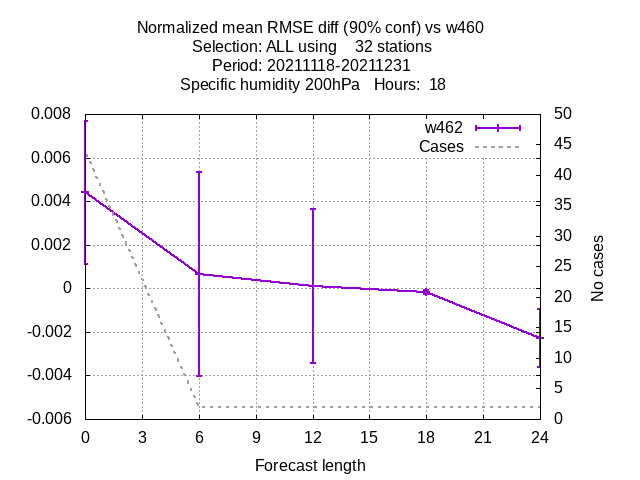 Normalized mean RMSE diff (90% conf) vs w460
Selection: ALL using    32 stations
Period: 20211118-20211231
Specific humidity 200hPa   Hours:  18
0.008
0.006
0.004
0.002
0
-0.002
-0.004
-0.006
50
45
40
35
30
25
20
15
10
5
0
w462
Cases
No cases
0 3 6 9 12 15 18 21 24
Forecast length